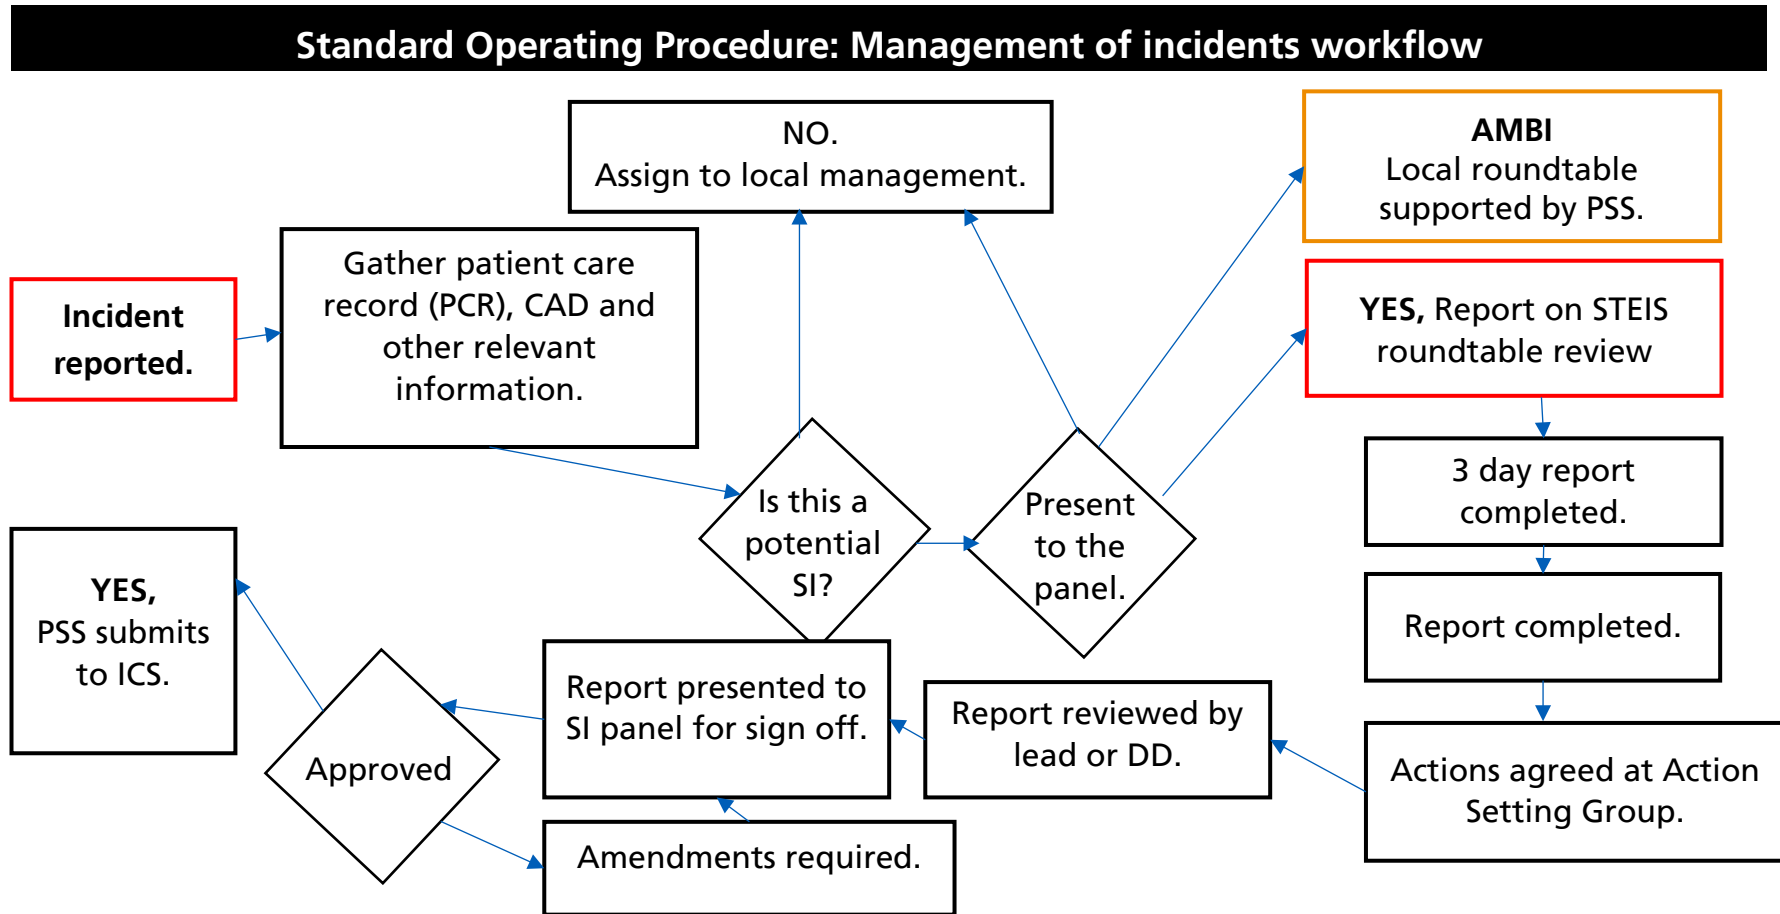 Standard Operating Procedure: Management of incidents workflow
NO.
Assign to local management.
AMBI
Local roundtable
supported by PSS.
Incident
reported.
Gather patient care
record (PCR), CAD and
other relevant
information.
YES, Report on STEIS
roundtable review
Is this a
potential
SI?
Present
to the
panel.
3 day report
completed.
Report completed.
Actions agreed at Action
Setting Group.
Report reviewed by
lead or DD.
Report presented to
SI panel for sign off.
Approved
Amendments required.
YES,
PSS submits
to ICS.